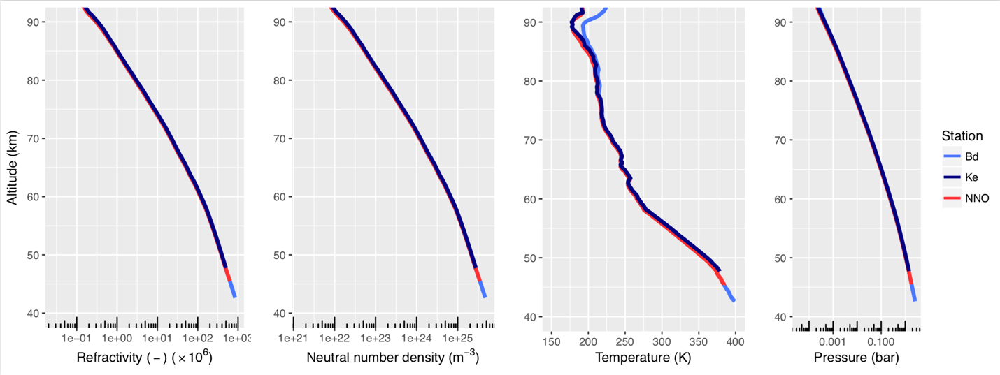 Altitude (km)
90
80
70
60
50
40
1e−01 1e+00 1e+01 1e+02 1e+03
Refractivity ( − ) ( × 10⁶)
90
80
70
60
50
40
1e+21 1e+22 1e+23 1e+24 1e+25
Neutral number density (m⁻³)
90
80
70
60
50
40
150 200 250 300 350 400
Temperature (K)
90
80
70
60
50
40
0.001 0.100
Pressure (bar)
Station
Bd
Ke
NNO